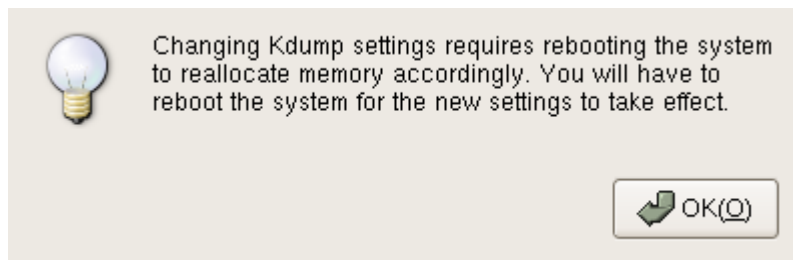 Changing Kdump settings requires rebooting the system
to reallocate memory accordingly. You will have to
reboot the system for the new settings to take effect.
OK(O)